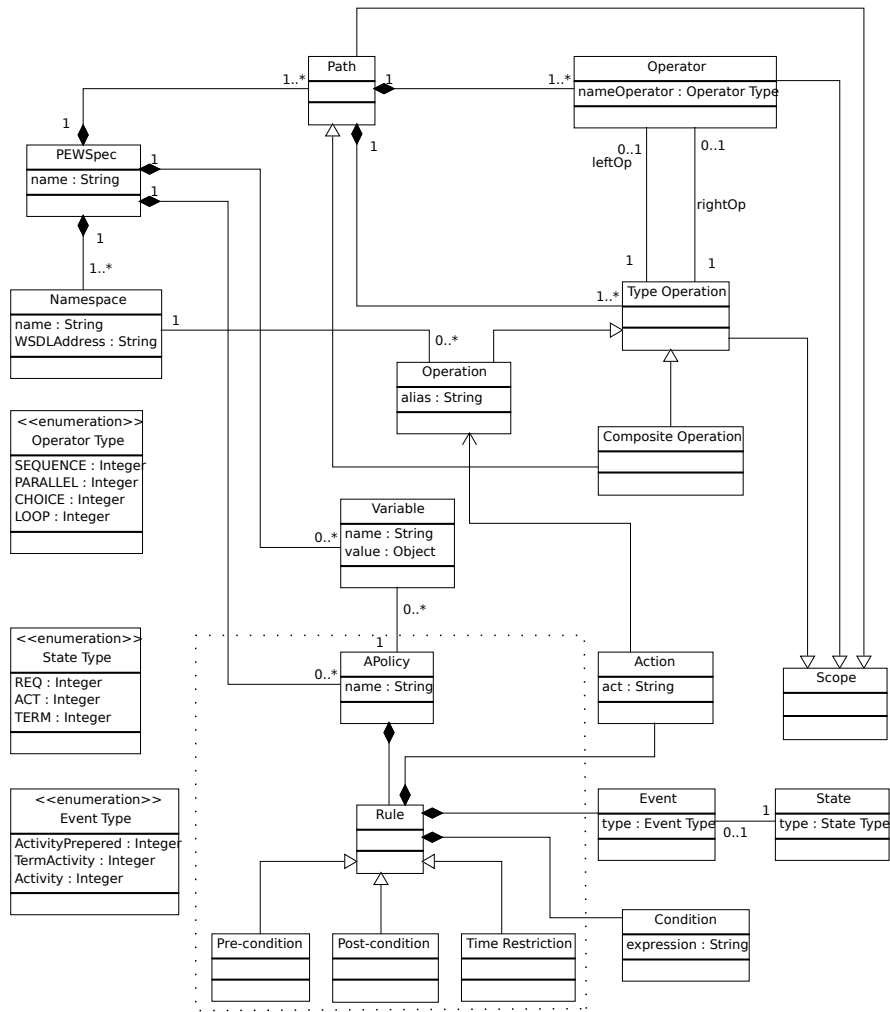 Path
Operator
nameOperator : Operator Type
1..*
1
1..*
1
1
0..1
leftOp
0..1
rightOp
PEWSpec
name : String
1
1
1
1..*
1
1
1..*
Type Operation
Namespace
name : String
WSDLAddress : String
1
0..*
Operation
alias : String
Composite Operation
<<enumeration>>
Operator Type
SEQUENCE : Integer
PARALLEL : Integer
CHOICE : Integer
LOOP : Integer
Variable
name : String
value : Object
0..*
0..*
1
<<enumeration>>
State Type
REQ : Integer
ACT : Integer
TERM : Integer
APolicy
name : String
0..*
Action
act : String
Scope
<<enumeration>>
Event Type
ActivityPrepered : Integer
TermActivity : Integer
Activity : Integer
Rule
Event
type : Event Type
1
0..1
State
type : State Type
Condition
expression : String
Pre-condition
Post-condition
Time Restriction